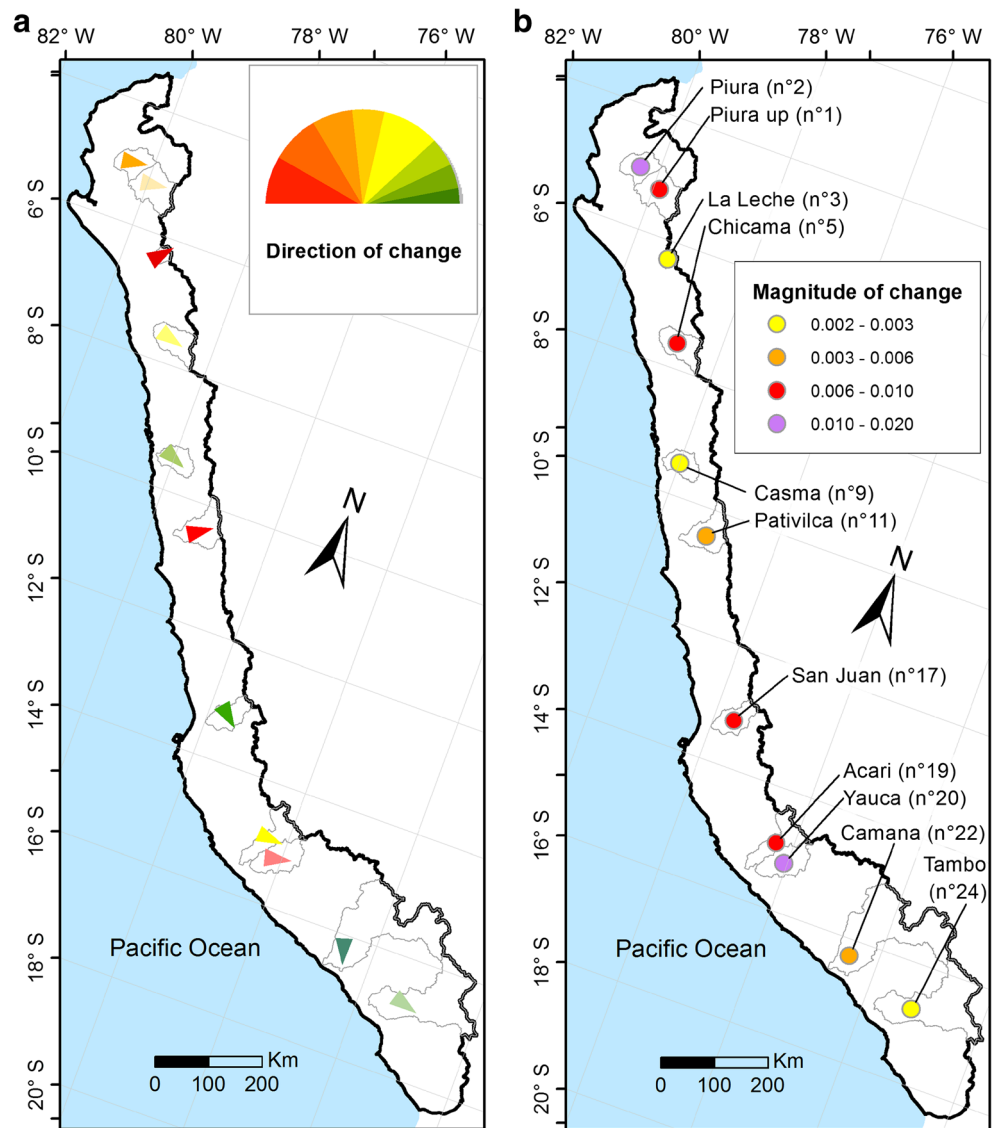 a
82° W 80° W 78° W 76° W
6° S
8° S
10° S
12° S
14° S
16° S
18° S
20° S
Direction of change
N
Pacific Ocean
Km
0 100 200
b
82° W 80° W 78° W 76° W
6° S
8° S
10° S
12° S
14° S
16° S
18° S
20° S
Piura (n°2)
Piura up (n°1)
La Leche (n°3)
Chicama (n°5)
Magnitude of change
0.002 - 0.003
0.003 - 0.006
0.006 - 0.010
0.010 - 0.020
Casma (n°9)
Pativilca (n°11)
N
San Juan (n°17)
Acari (n°19)
Yauca (n°20)
Camana (n°22)
Tambo
(n°24)
Pacific Ocean
Km
0 100 200